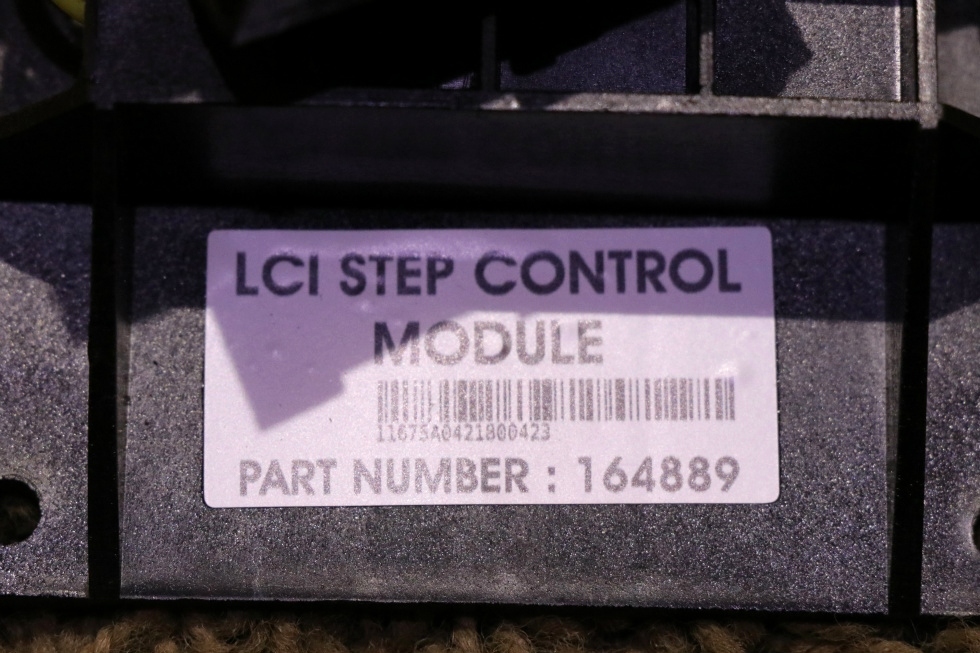 LCI STEP CONTROL
MODULE
11675A0421800423
PART NUMBER : 164889